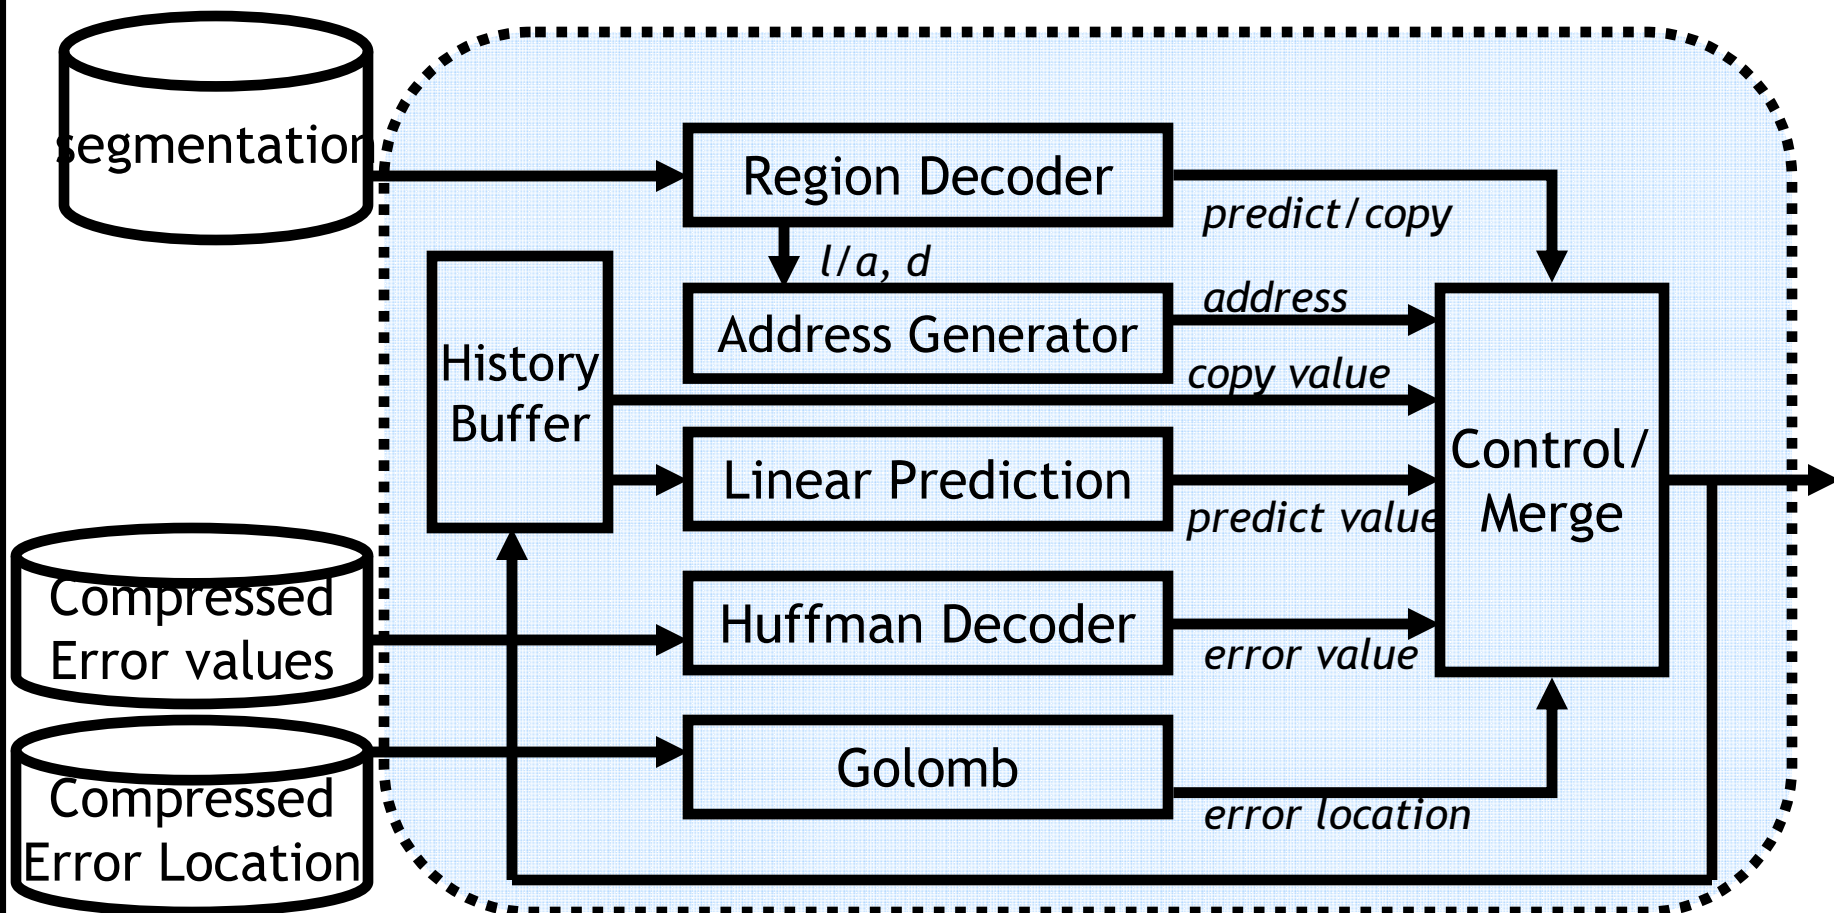 segmentation
Region Decoder
predict/copy
l/a, d
address
Address Generator
History
Buffer
copy value
Linear Prediction
predict value
Control/
Merge
Compressed
Error values
Huffman Decoder
error value
Compressed
Error Location
Golomb
error location